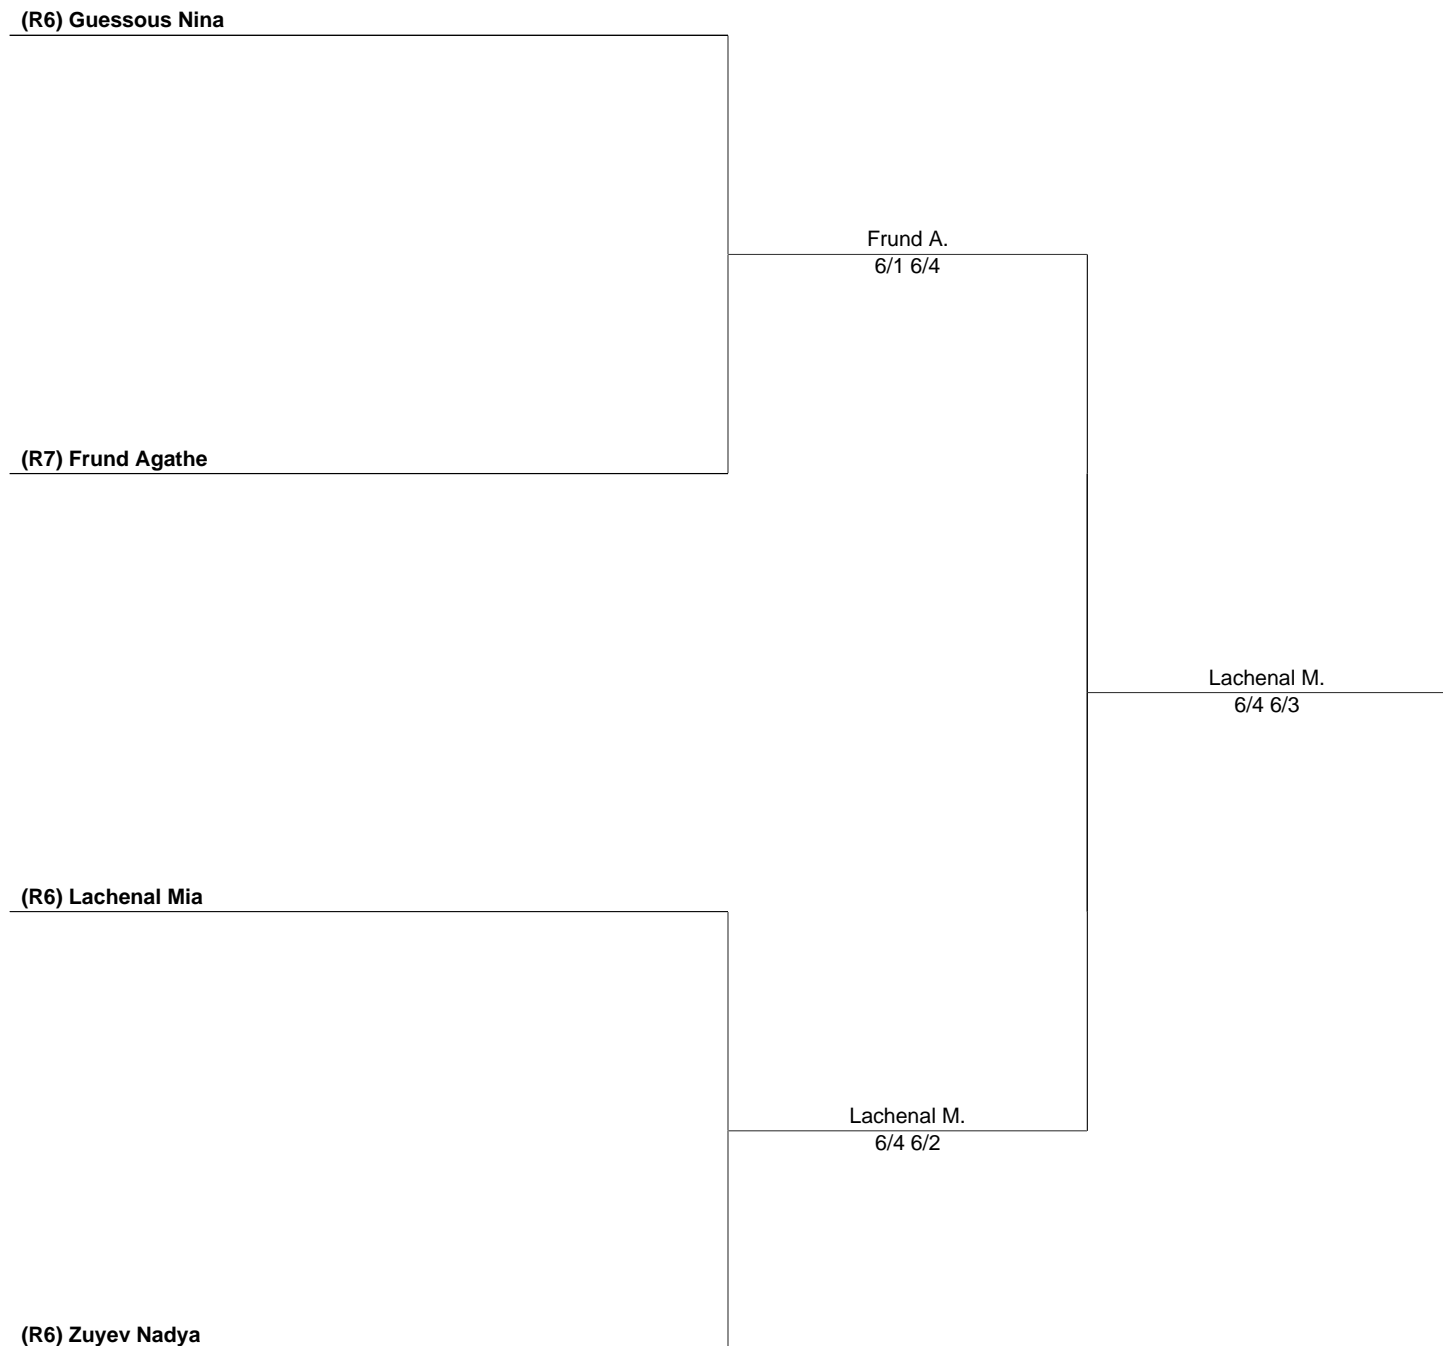 (R6) Guessous Nina
Frund A.
6/1 6/4
(R7) Frund Agathe
Lachenal M.
6/4 6/3
(R6) Lachenal Mia
Lachenal M.
6/4 6/2
(R6) Zuyev Nadya